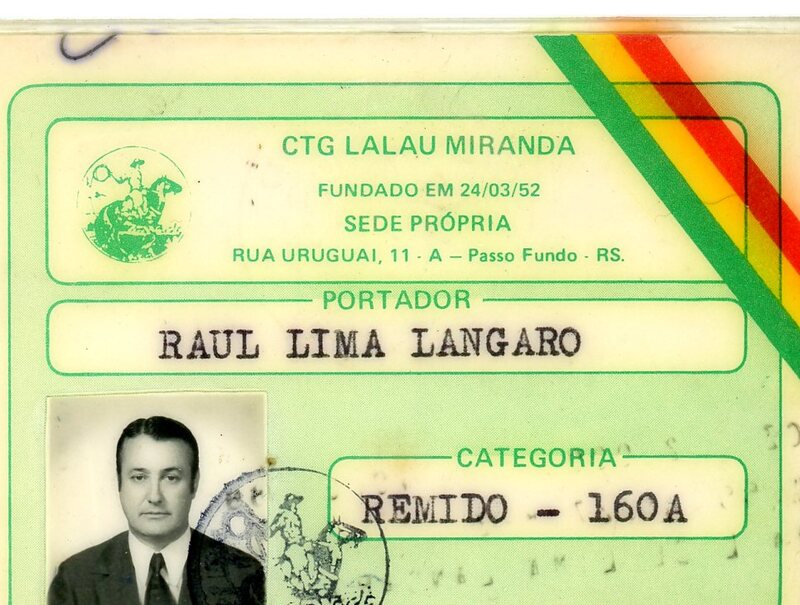 CTG LALAU MIRANDA
FUNDADO EM 24/03/52
SEDE PRÓPRIA
RUA URUGUAI, 11 - A — Passo Fundo - RS.
PORTADOR
RAUL LIMA LANGARO
CATEGORIA
REMIDO - 160A